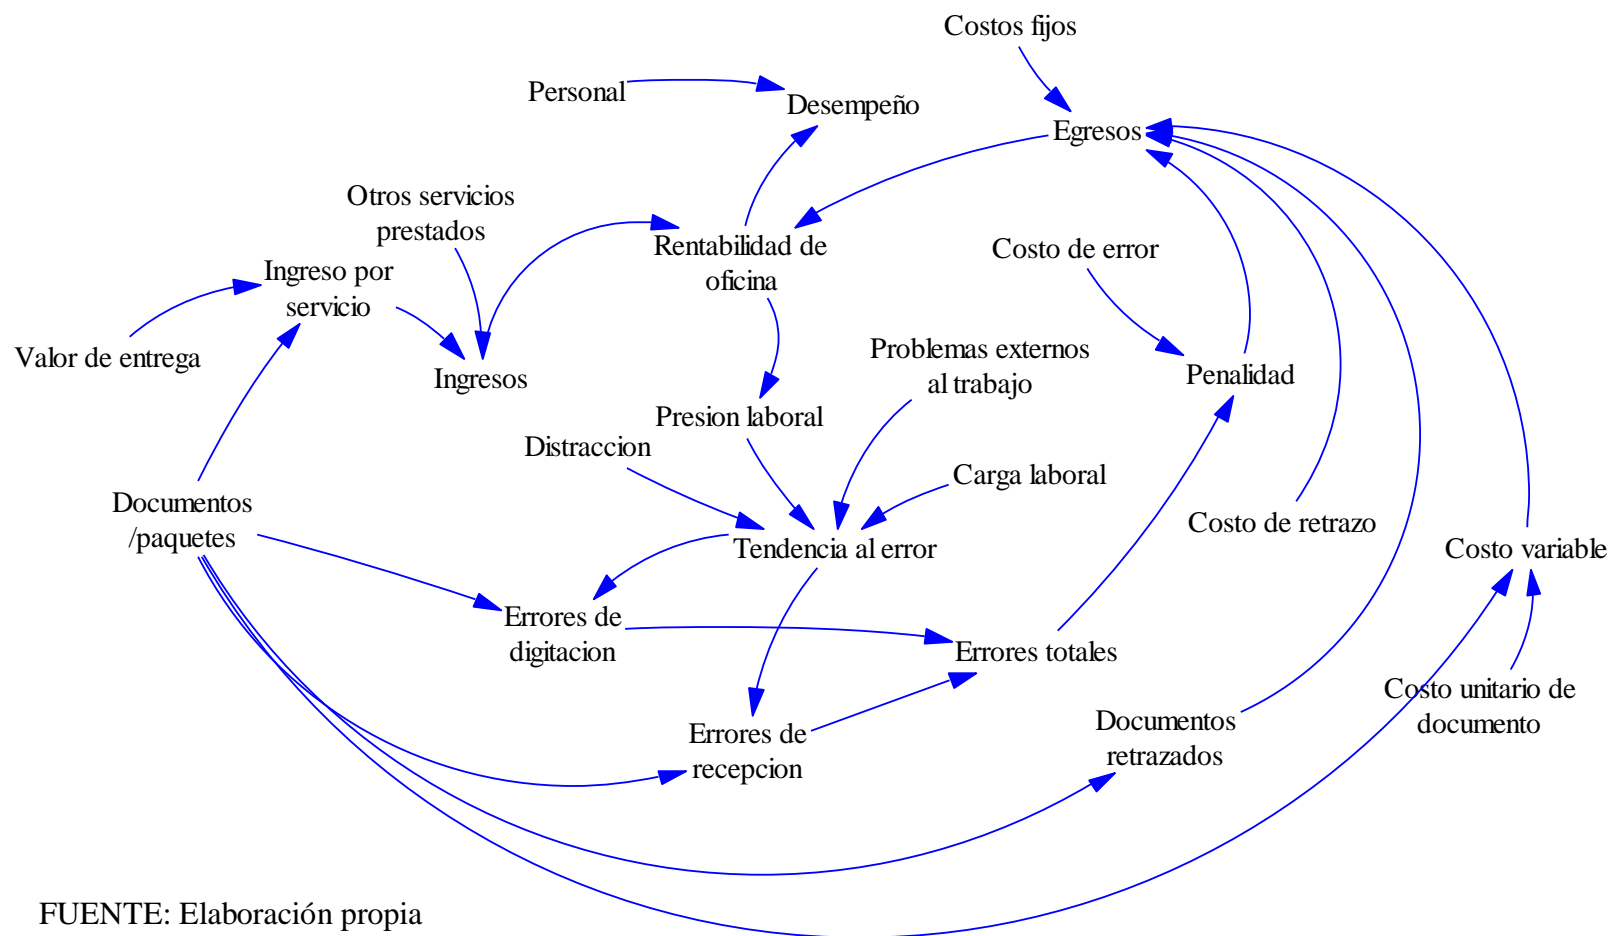 Costos fijos
Personal
Desempeño
Egresos
Otros servicios
prestados
Rentabilidad de
oficina
Costo de error
Ingreso por
servicio
Valor de entrega
Ingresos
Problemas externos
al trabajo
Penalidad
Presion laboral
Distraccion
Carga laboral
Documentos
/paquetes
Costo de retrazo
Tendencia al error
Costo variable
Errores de
digitacion
Errores totales
Costo unitario de
documento
Documentos
retrazados
Errores de
recepcion
FUENTE: Elaboración propia